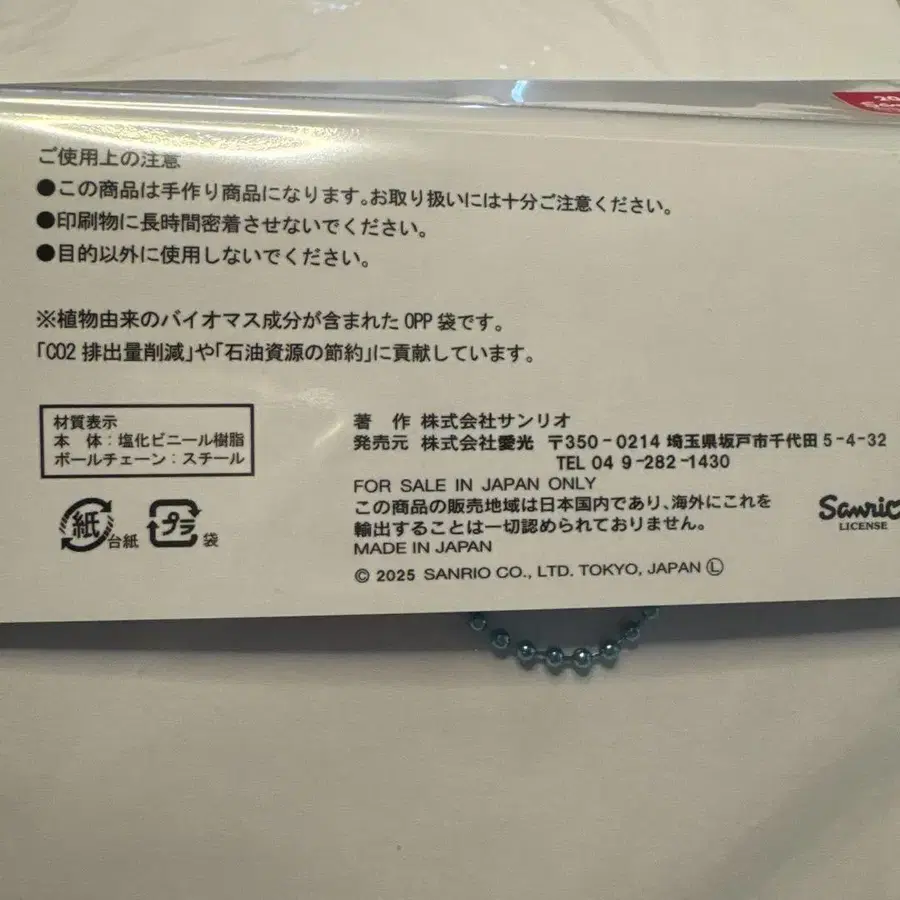 ご使用上の注意
●この商品は手作り商品になります。お取り扱いには十分ご注意ください。
●印刷物に長時間密着させないでください。
●目的以外に使用しないでください。
※植物由来のバイオマス成分が含まれたOPP袋です。
「CO2排出量削減」や「石油資源の節約」に貢献しています。
材質表示
本 体：塩化ビニール樹脂
ボールチェーン：スチール
紙 台紙
プラ 袋
著 作 株式会社サンリオ
発売元 株式会社愛光 〒350-0214 埼玉県坂戸市千代田5-4-32
TEL 04 9-282-1430
FOR SALE IN JAPAN ONLY
この商品の販売地域は日本国内であり、海外にこれを
輸出することは一切認められておりません。
MADE IN JAPAN
© 2025 SANRIO CO., LTD. TOKYO, JAPAN Ⓛ
Sanrio
LICENSE